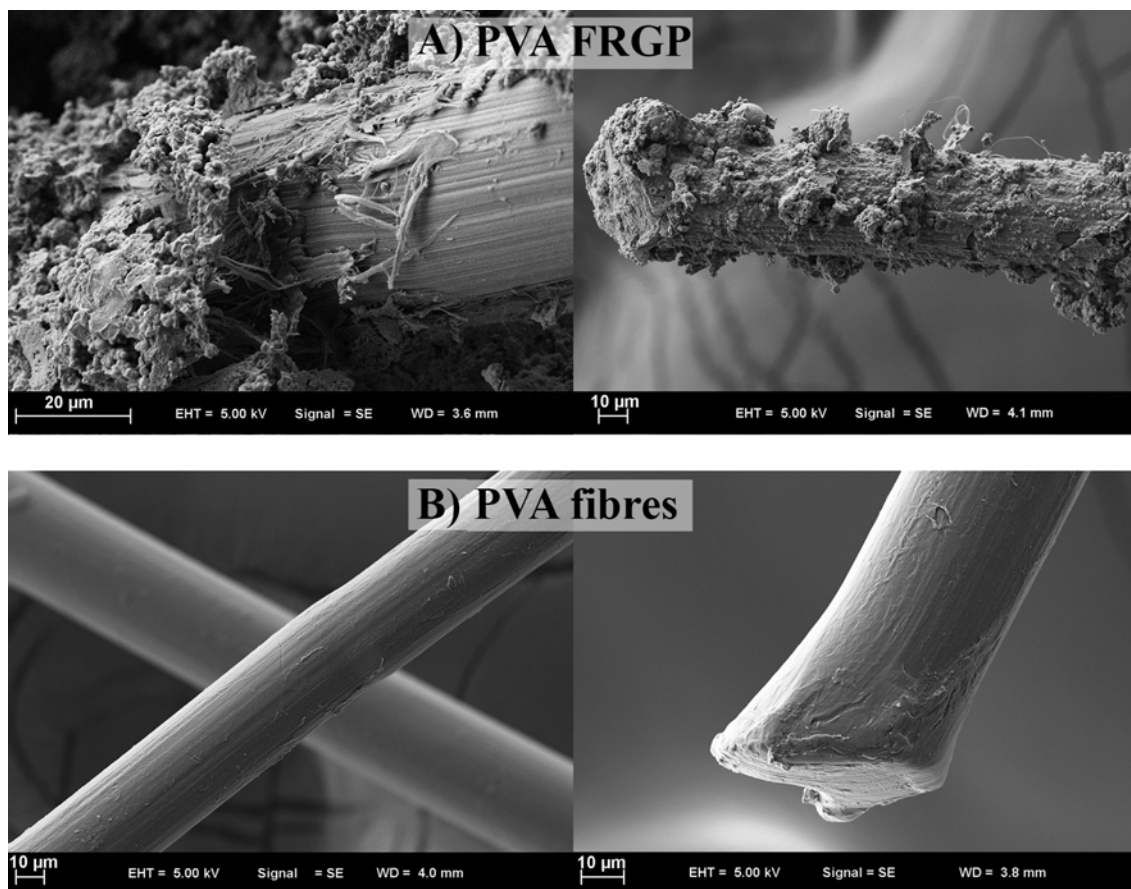 A) PVA FRGP
20 µm
EHT = 5.00 kV Signal = SE WD = 3.6 mm
10 µm
EHT = 5.00 kV Signal = SE WD = 4.1 mm
B) PVA fibres
10 µm
EHT = 5.00 kV Signal = SE WD = 4.0 mm
10 µm
EHT = 5.00 kV Signal = SE WD = 3.8 mm